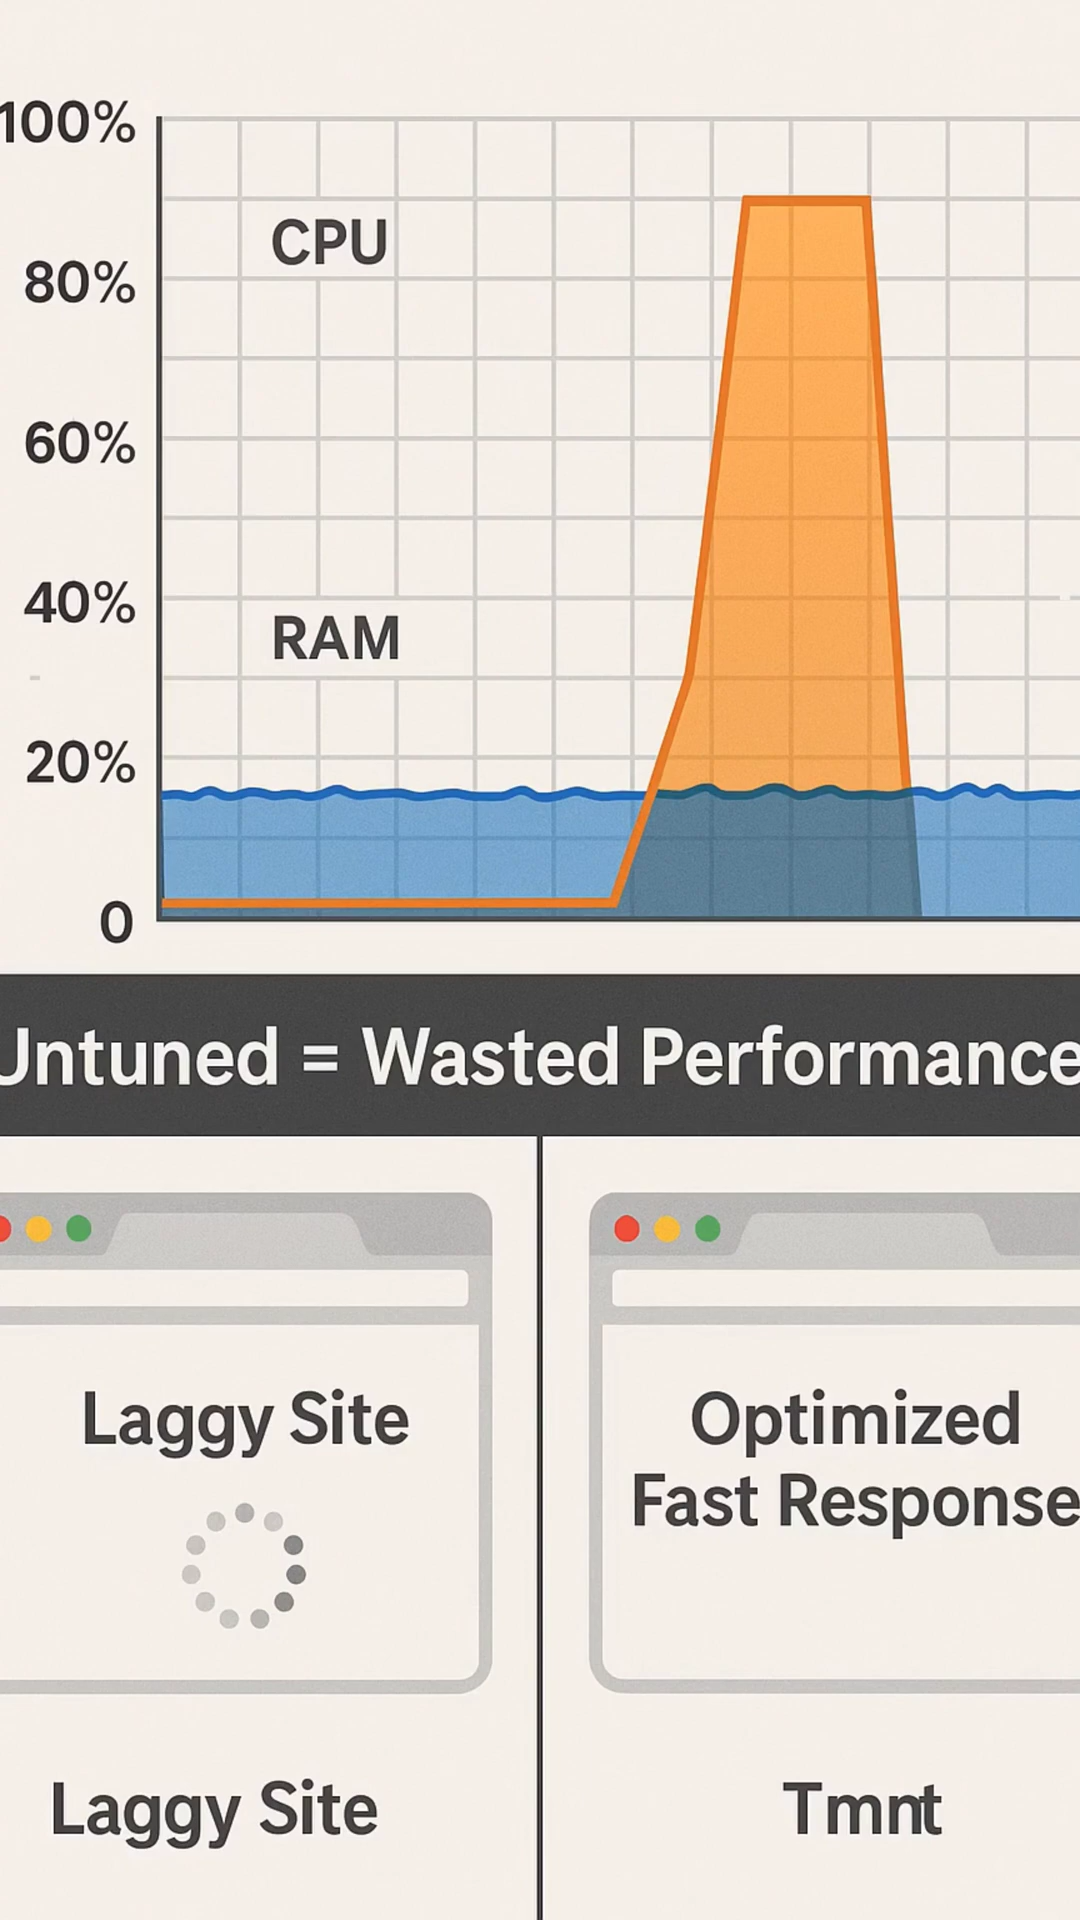 100%
CPU
80%
60%
40%
RAM
20%
0
Untuned = Wasted Performance
Laggy Site
Optimized
Fast Response
Laggy Site
Tmnt